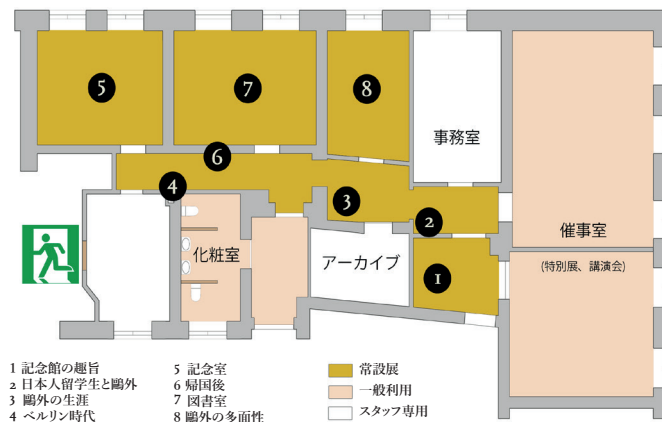 5
7
8
事務室
6
4
3
2
催事室
化粧室
アーカイブ
1
(特別展、講演会)
1 記念館の趣旨
2 日本人留学生と鷗外
3 鷗外の生涯
4 ベルリン時代
5 記念室
6 帰国後
7 図書室
8 鷗外の多面性
常設展
一般利用
スタッフ専用